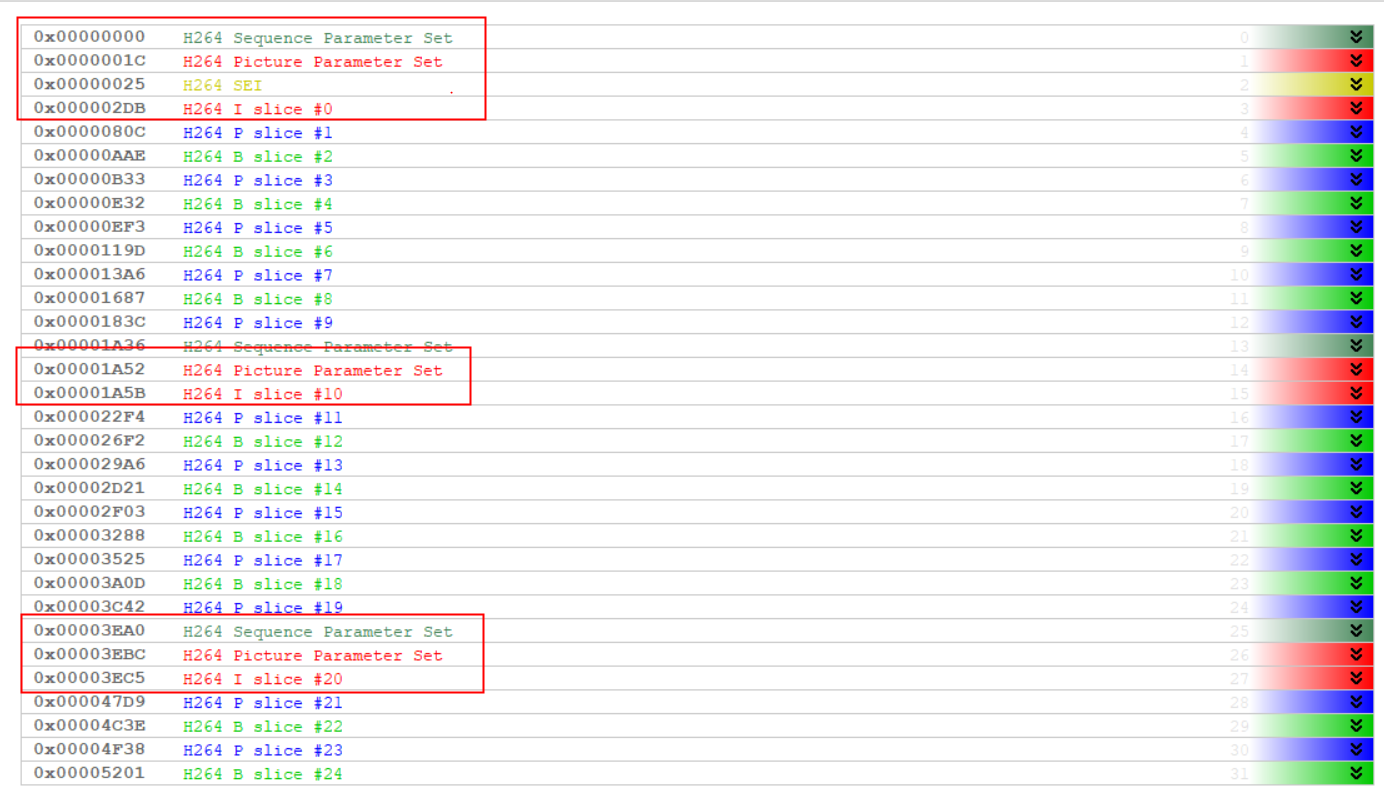 0x00000000 H264 Sequence Parameter Set 0
0x0000001C H264 Picture Parameter Set 1
0x00000025 H264 SEI 2
0x000002DB H264 I slice #0 3
0x0000080C H264 P slice #1 4
0x00000AAE H264 B slice #2 5
0x00000B33 H264 P slice #3 6
0x00000E32 H264 B slice #4 7
0x00000EF3 H264 P slice #5 8
0x0000119D H264 B slice #6 9
0x000013A6 H264 P slice #7 10
0x00001687 H264 B slice #8 11
0x0000183C H264 P slice #9 12
0x00001A36 H264 Sequence Parameter Set 13
0x00001A52 H264 Picture Parameter Set 14
0x00001A5B H264 I slice #10 15
0x000022F4 H264 P slice #11 16
0x000026F2 H264 B slice #12 17
0x000029A6 H264 P slice #13 18
0x00002D21 H264 B slice #14 19
0x00002F03 H264 P slice #15 20
0x00003288 H264 B slice #16 21
0x00003525 H264 P slice #17 22
0x00003A0D H264 B slice #18 23
0x00003C42 H264 P slice #19 24
0x00003EA0 H264 Sequence Parameter Set 25
0x00003EBC H264 Picture Parameter Set 26
0x00003EC5 H264 I slice #20 27
0x000047D9 H264 P slice #21 28
0x00004C3E H264 B slice #22 29
0x00004F38 H264 P slice #23 30
0x00005201 H264 B slice #24 31